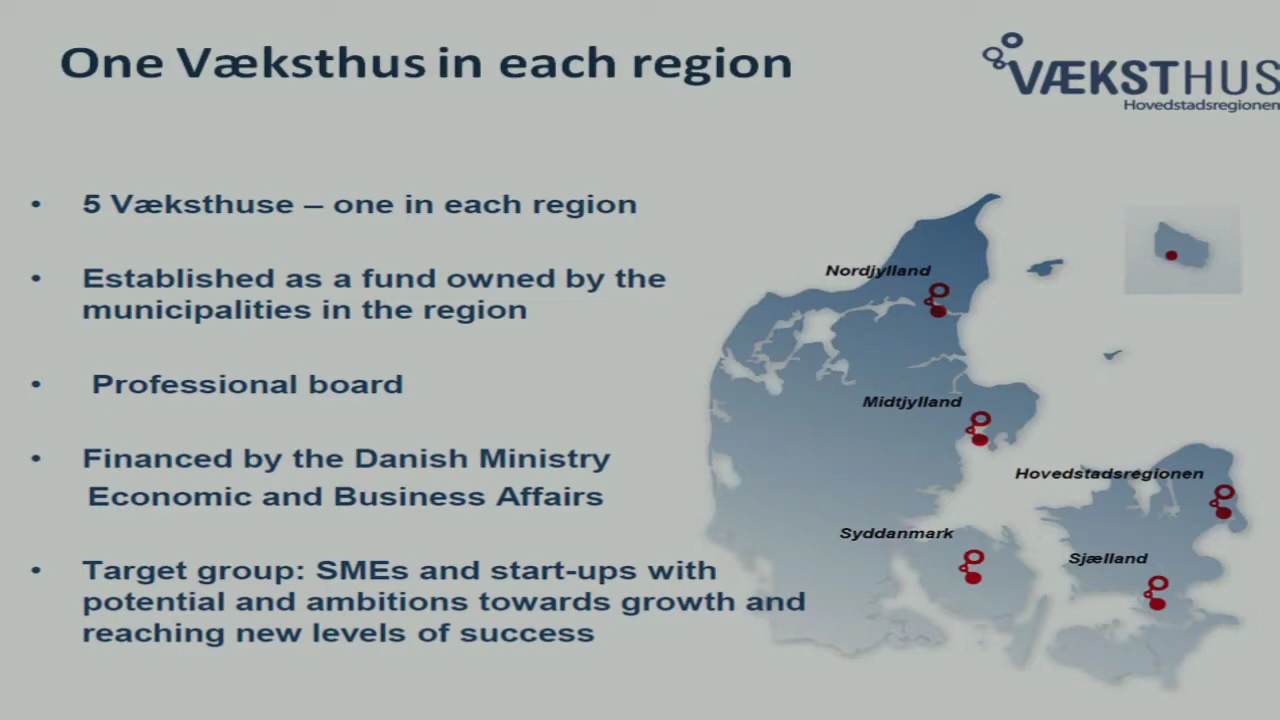 One Væksthus in each region
VÆKSTHUS
Hovedstadsregionen
• 5 Væksthuse – one in each region
• Established as a fund owned by the
municipalities in the region
• Professional board
• Financed by the Danish Ministry
Economic and Business Affairs
• Target group: SMEs and start-ups with
potential and ambitions towards growth and
reaching new levels of success
Nordjylland
Midtjylland
Hovedstadsregionen
Syddanmark
Sjælland